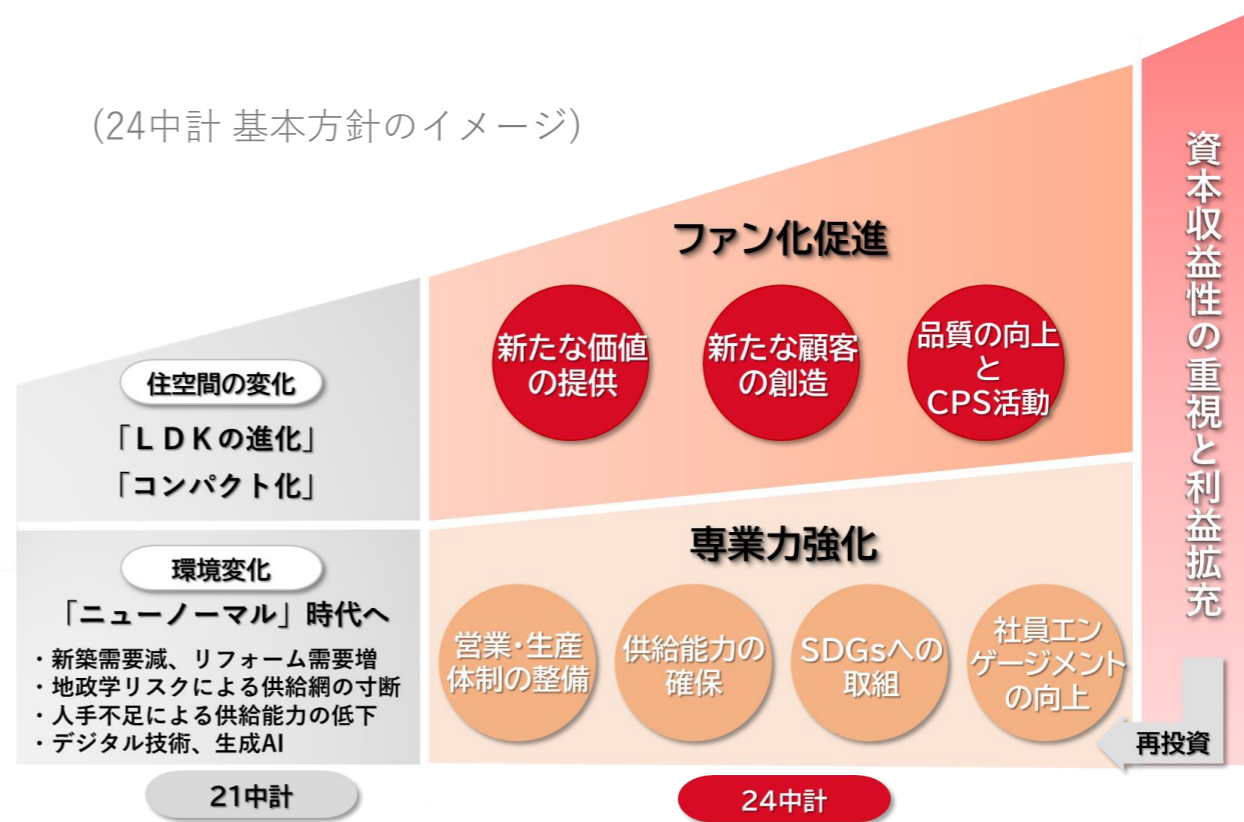 (24中計 基本方針のイメージ)
住空間の変化
「ＬＤＫの進化」
「コンパクト化」
環境変化
「ニューノーマル」時代へ
・新築需要減、リフォーム需要増
・地政学リスクによる供給網の寸断
・人手不足による供給能力の低下
・デジタル技術、生成AI
21中計
ファン化促進
新たな価値
の提供
新たな顧客
の創造
品質の向上
と
CPS活動
専業力強化
営業・生産
体制の整備
供給能力の
確保
SDGsへの
取組
社員エン
ゲージメント
の向上
24中計
資本収益性の重視と利益拡充
再投資